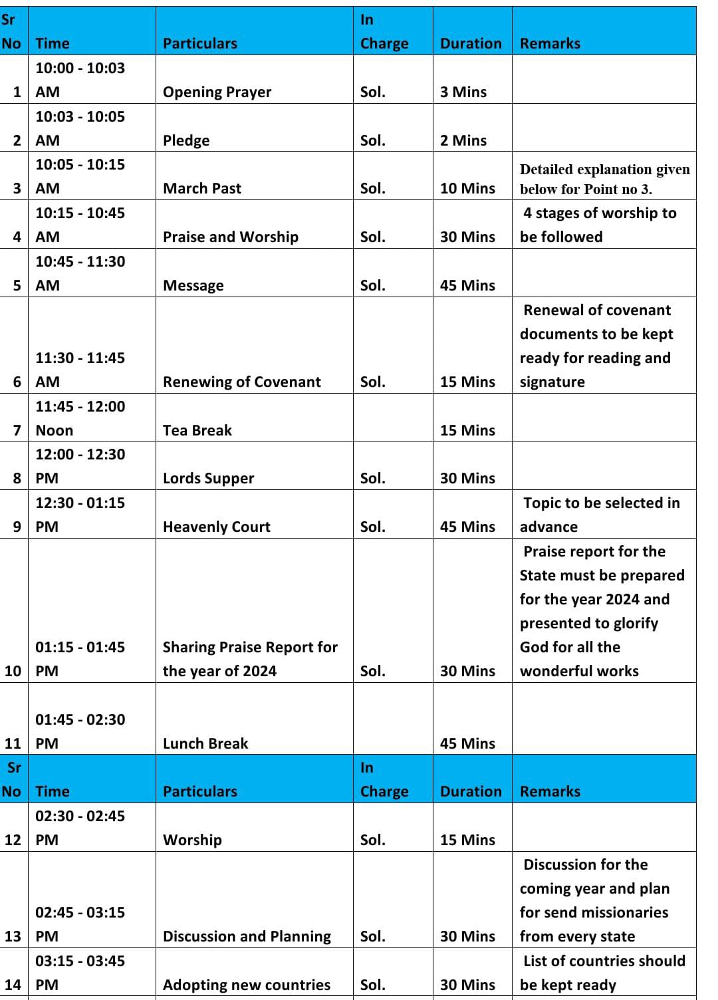 Sr No Time Particulars In Charge Duration Remarks
1 10:00 - 10:03 AM Opening Prayer Sol. 3 Mins
2 10:03 - 10:05 AM Pledge Sol. 2 Mins
3 10:05 - 10:15 AM March Past Sol. 10 Mins Detailed explanation given below for Point no 3.
4 10:15 - 10:45 AM Praise and Worship Sol. 30 Mins 4 stages of worship to be followed
5 10:45 - 11:30 AM Message Sol. 45 Mins
6 11:30 - 11:45 AM Renewing of Covenant Sol. 15 Mins Renewal of covenant documents to be kept ready for reading and signature
7 11:45 - 12:00 Noon Tea Break 15 Mins
8 12:00 - 12:30 PM Lords Supper Sol. 30 Mins
9 12:30 - 01:15 PM Heavenly Court Sol. 45 Mins Topic to be selected in advance
10 01:15 - 01:45 PM Sharing Praise Report for the year of 2024 Sol. 30 Mins Praise report for the State must be prepared for the year 2024 and presented to glorify God for all the wonderful works
11 01:45 - 02:30 PM Lunch Break 45 Mins
Sr No Time Particulars In Charge Duration Remarks
12 02:30 - 02:45 PM Worship Sol. 15 Mins
13 02:45 - 03:15 PM Discussion and Planning Sol. 30 Mins Discussion for the coming year and plan for send missionaries from every state
14 03:15 - 03:45 PM Adopting new countries Sol. 30 Mins List of countries should be kept ready